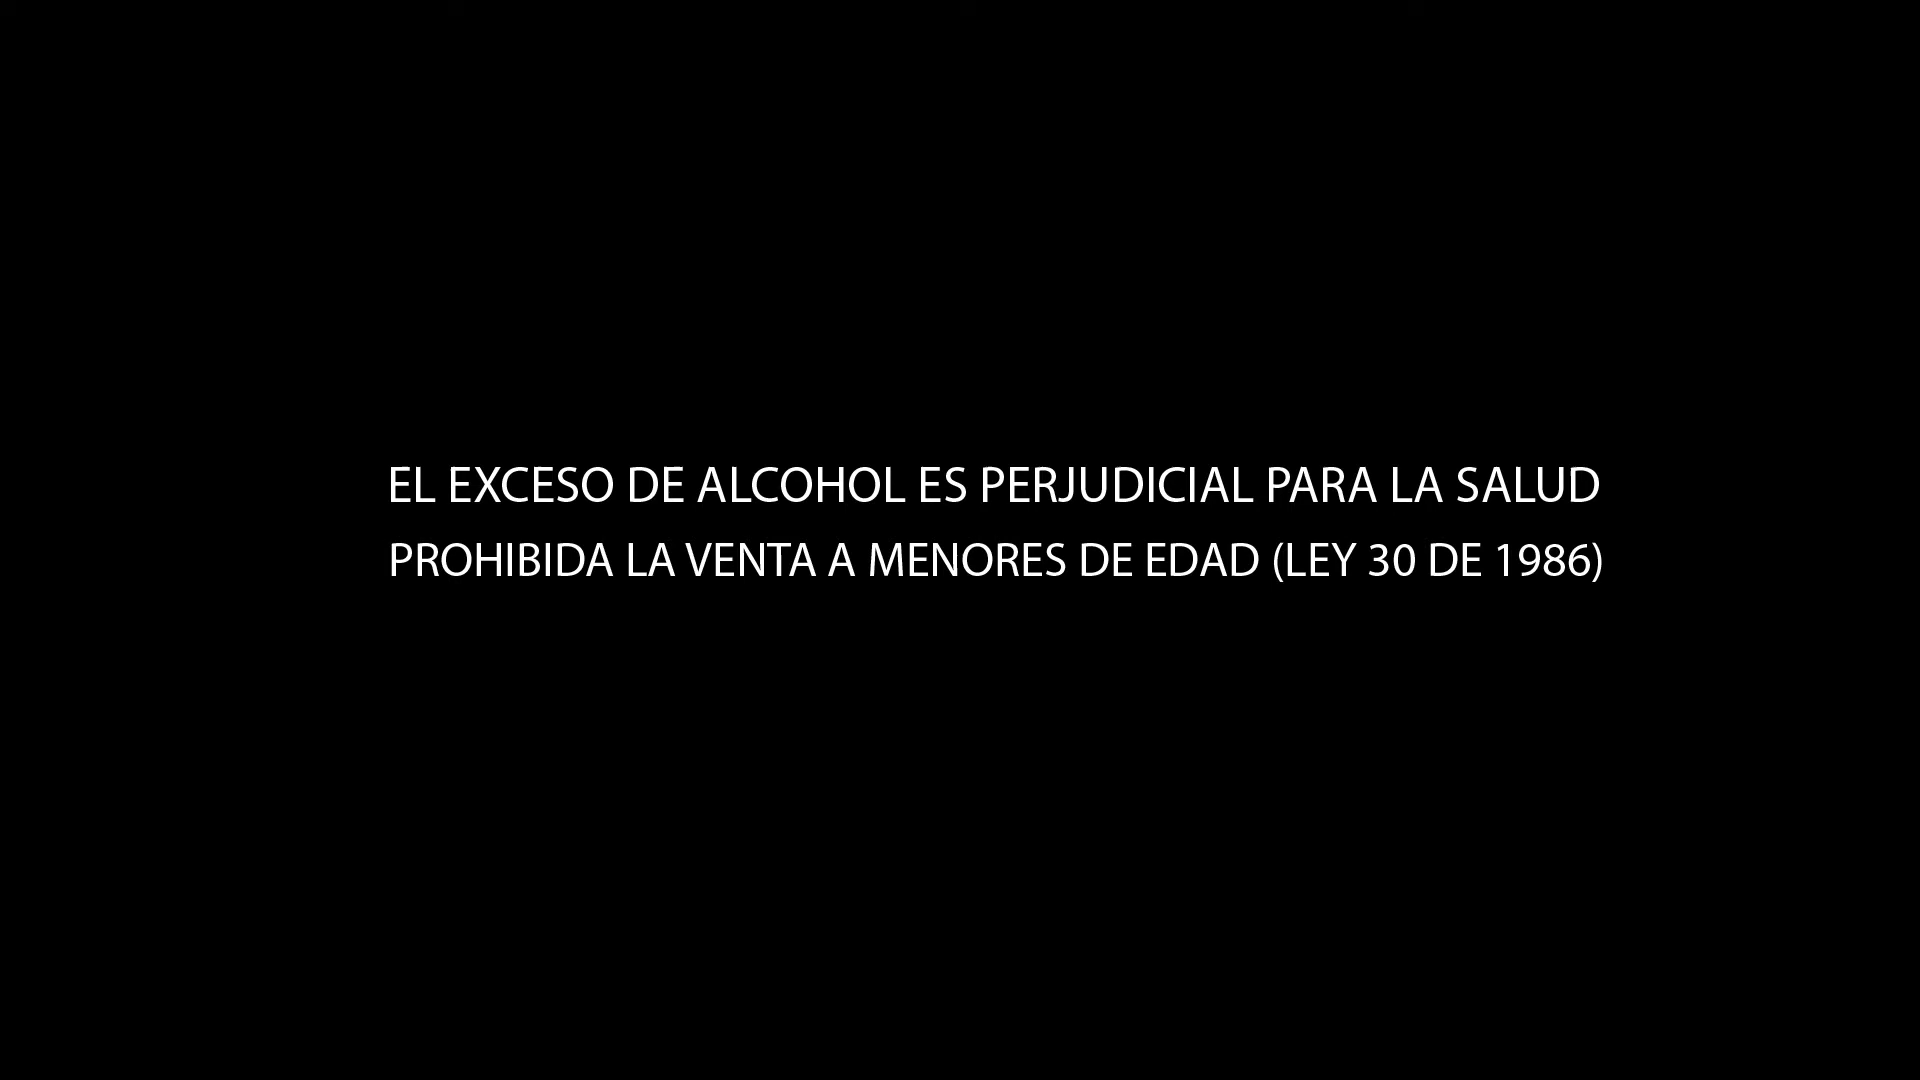 EL EXCESO DE ALCOHOL ES PERJUDICIAL PARA LA SALUD
PROHIBIDA LA VENTA A MENORES DE EDAD (LEY 30 DE 1986)